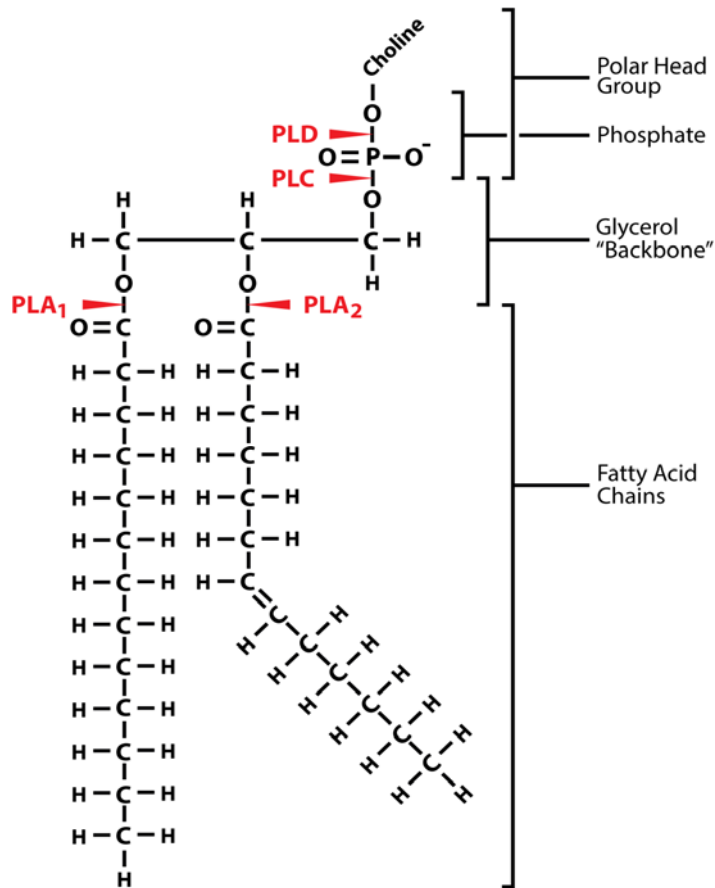 Choline
Polar Head
Group
O
PLD
Phosphate
O=P–O⁻
PLC
H H O
H–C C C–H
Glycerol
"Backbone"
H
O O
PLA₁ PLA₂
O=C O=C
H–C–H H–C–H
H–C–H H–C–H
H–C–H H–C–H
Fatty Acid
Chains
H–C–H H–C–H
H–C–H H–C–H
H–C–H H–C
H–C–H C H
H C H
H–C–H H C H
H–C–H H C H
H C H
H–C–H H C H
H–C–H H H
H–C–H
H